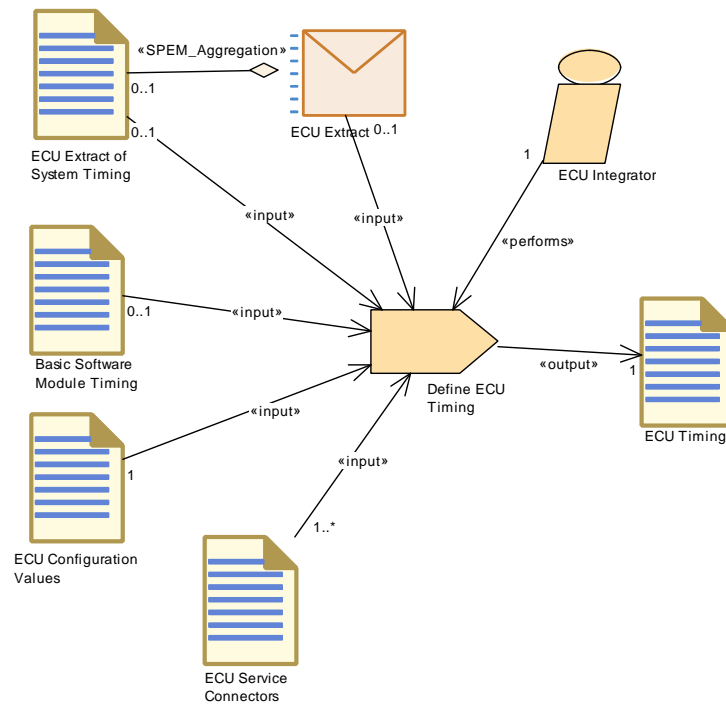 «SPEM_Aggregation»
0..1
0..1
ECU Extract
0..1
ECU Extract of
System Timing
1
ECU Integrator
«input»
«input»
«performs»
0..1
«input»
Basic Software
Module Timing
Define ECU
Timing
«output»
1
ECU Timing
«input»
1
«input»
1..*
ECU Configuration
Values
ECU Service
Connectors